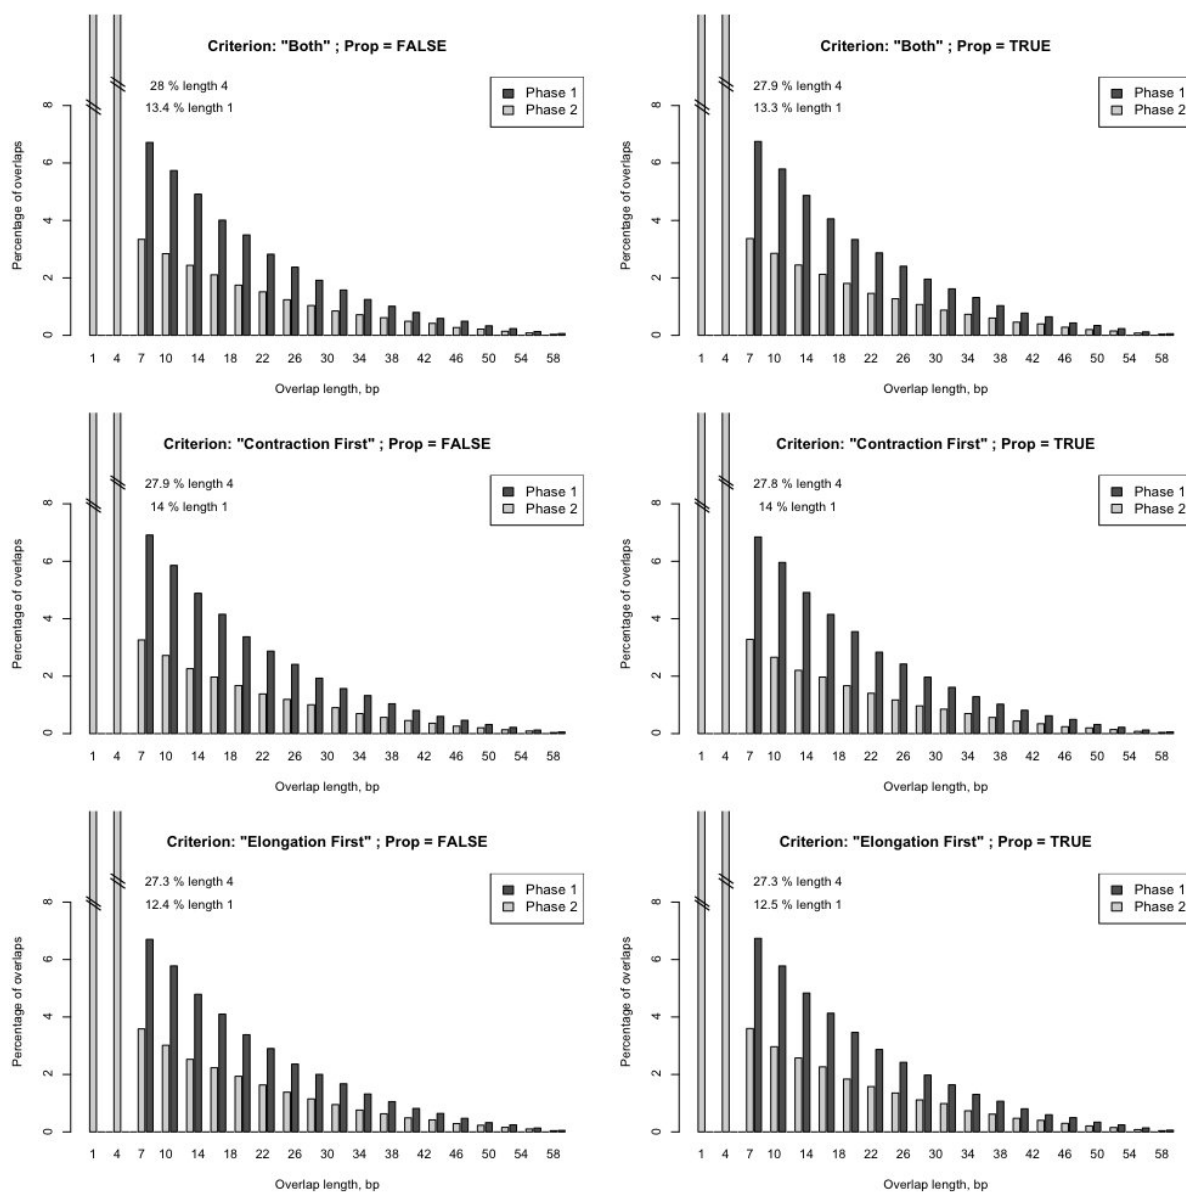 Criterion: "Both" ; Prop = FALSE
28 % length 4
13.4 % length 1
Phase 1
Phase 2
Percentage of overlaps
8
6
4
2
0
1 4 7 10 14 18 22 26 30 34 38 42 46 50 54 58
Overlap length, bp
Criterion: "Both" ; Prop = TRUE
27.9 % length 4
13.3 % length 1
Phase 1
Phase 2
Percentage of overlaps
8
6
4
2
0
1 4 7 10 14 18 22 26 30 34 38 42 46 50 54 58
Overlap length, bp
Criterion: "Contraction First" ; Prop = FALSE
27.9 % length 4
14 % length 1
Phase 1
Phase 2
Percentage of overlaps
8
6
4
2
0
1 4 7 10 14 18 22 26 30 34 38 42 46 50 54 58
Overlap length, bp
Criterion: "Contraction First" ; Prop = TRUE
27.8 % length 4
14 % length 1
Phase 1
Phase 2
Percentage of overlaps
8
6
4
2
0
1 4 7 10 14 18 22 26 30 34 38 42 46 50 54 58
Overlap length, bp
Criterion: "Elongation First" ; Prop = FALSE
27.3 % length 4
12.4 % length 1
Phase 1
Phase 2
Percentage of overlaps
8
6
4
2
0
1 4 7 10 14 18 22 26 30 34 38 42 46 50 54 58
Overlap length, bp
Criterion: "Elongation First" ; Prop = TRUE
27.3 % length 4
12.5 % length 1
Phase 1
Phase 2
Percentage of overlaps
8
6
4
2
0
1 4 7 10 14 18 22 26 30 34 38 42 46 50 54 58
Overlap length, bp